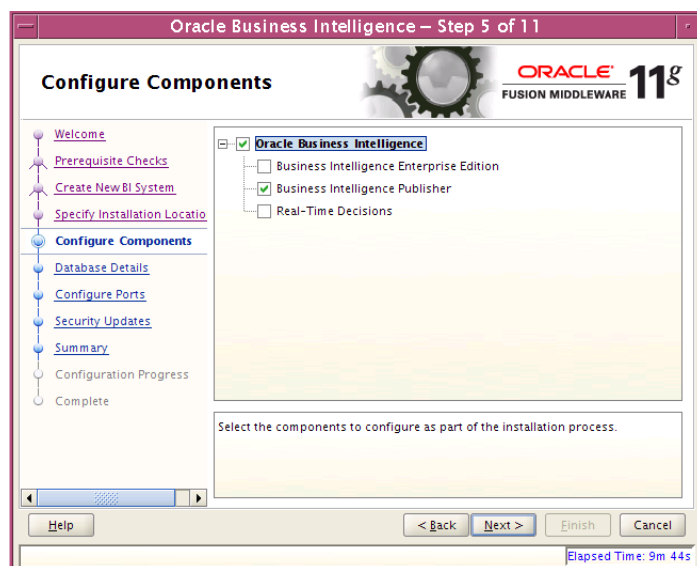 Oracle Business Intelligence – Step 5 of 11
Configure Components
ORACLE
FUSION MIDDLEWARE 11g
Welcome
Prerequisite Checks
Create New BI System
Specify Installation Locatio
Configure Components
Database Details
Configure Ports
Security Updates
Summary
Configuration Progress
Complete
Oracle Business Intelligence
Business Intelligence Enterprise Edition
Business Intelligence Publisher
Real-Time Decisions
Select the components to configure as part of the installation process.
Help
< Back
Next >
Finish
Cancel
Elapsed Time: 9m 44s